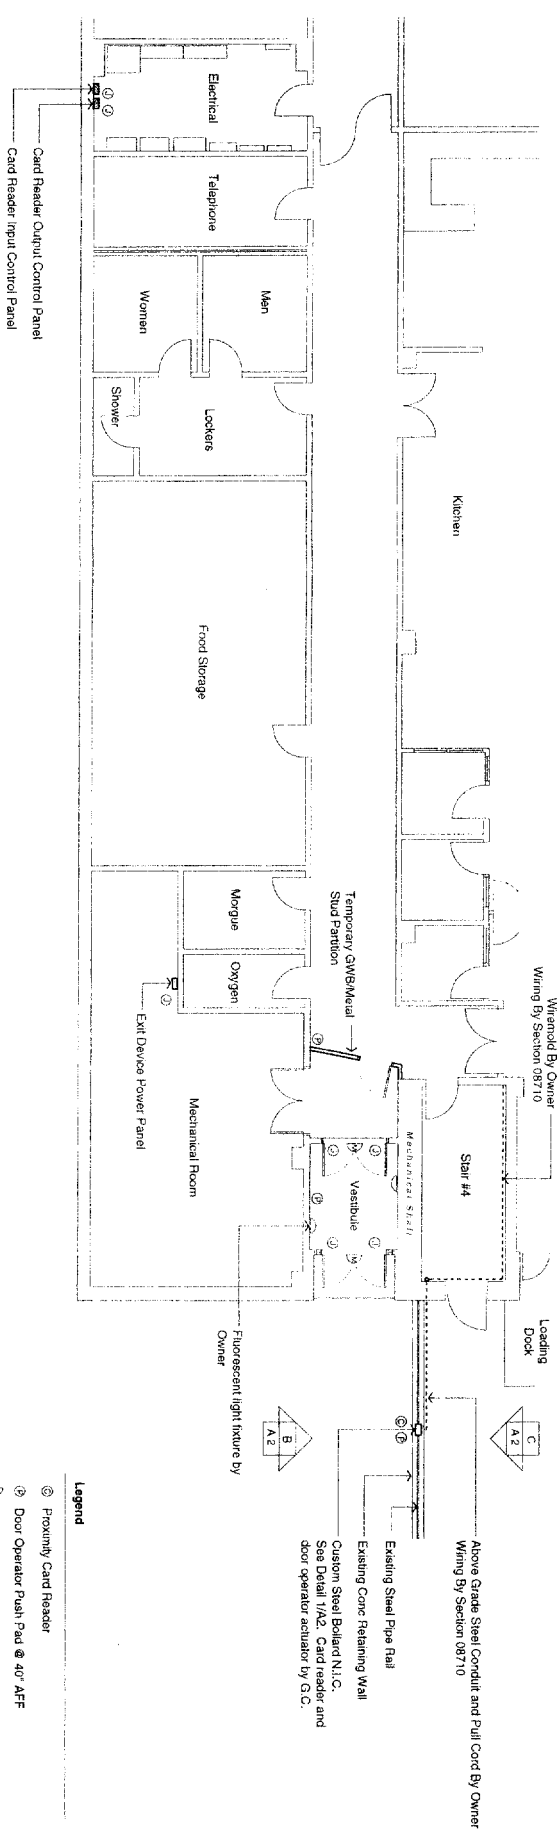 Wiremold By Owner
Wiring By Section 08710
Loading
Dock
C
A2
Above Grade Steel Conduit and Pull Cord By Owner
Wiring By Section 08710
Kitchen
Stair #4
Mechanical Shaft
Temporary GWB/Metal
Stud Partition
P
Vestibule
J
M
J
J
M
J
P
C
P
B
A2
Existing Steel Pipe Rail
Existing Conc Retaining Wall
Custom Steel Bollard N.I.C.
See Detail 1/A2. Card reader and
door operator actuator by G.C.
Electrical
Telephone
Men
Women
Lockers
Shower
Food Storage
Morgue
Oxygen
Mechanical Room
J
Exit Device Power Panel
Fluorescent light fixture by
Owner
J
J
Card Reader Output Control Panel
Card Reader Input Control Panel
Legend
C Proximity Card Reader
P Door Operator Push Pad @ 40" AFF